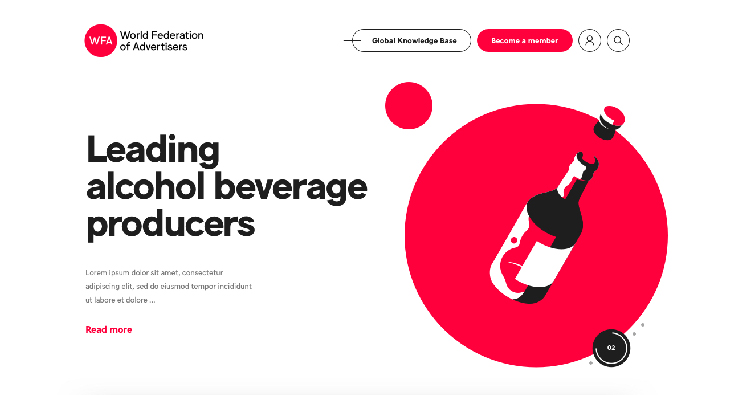 WFA
World Federation
of Advertisers
Global Knowledge Base
Become a member
Leading
alcohol beverage
producers
Lorem ipsum dolor sit amet, consectetur
adipiscing elit, sed do eiusmod tempor incididunt
ut labore et dolore ...
Read more
02